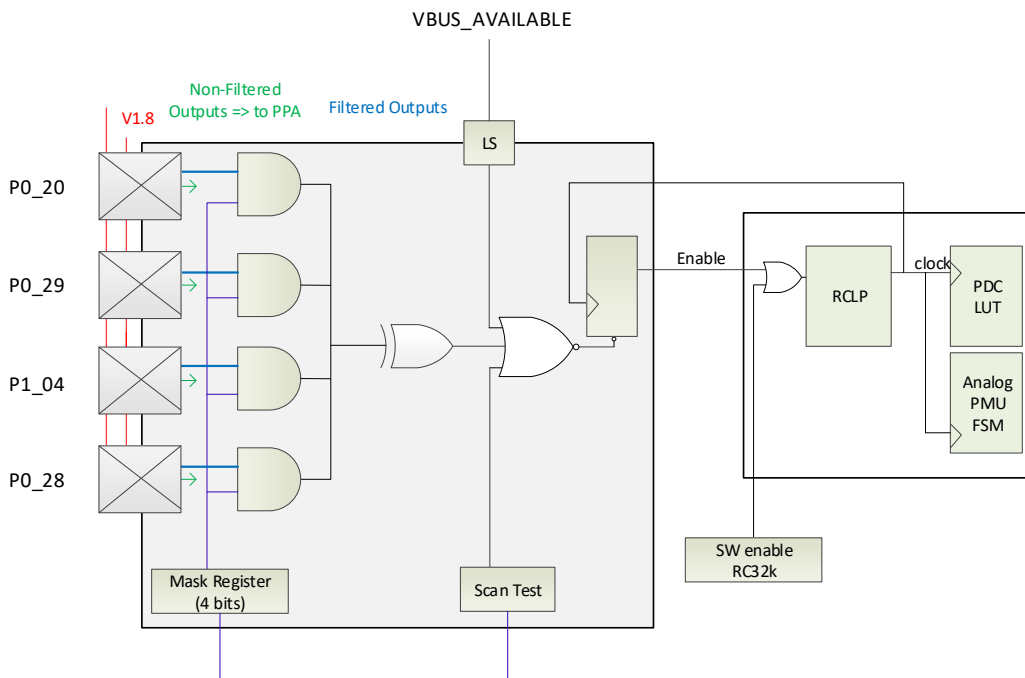 VBUS_AVAILABLE
Non-Filtered
Outputs => to PPA
Filtered Outputs
V1.8
LS
P0_20
P0_29
P1_04
P0_28
Enable
RCLP
clock
PDC
LUT
Analog
PMU
FSM
SW enable
RC32k
Mask Register
(4 bits)
Scan Test